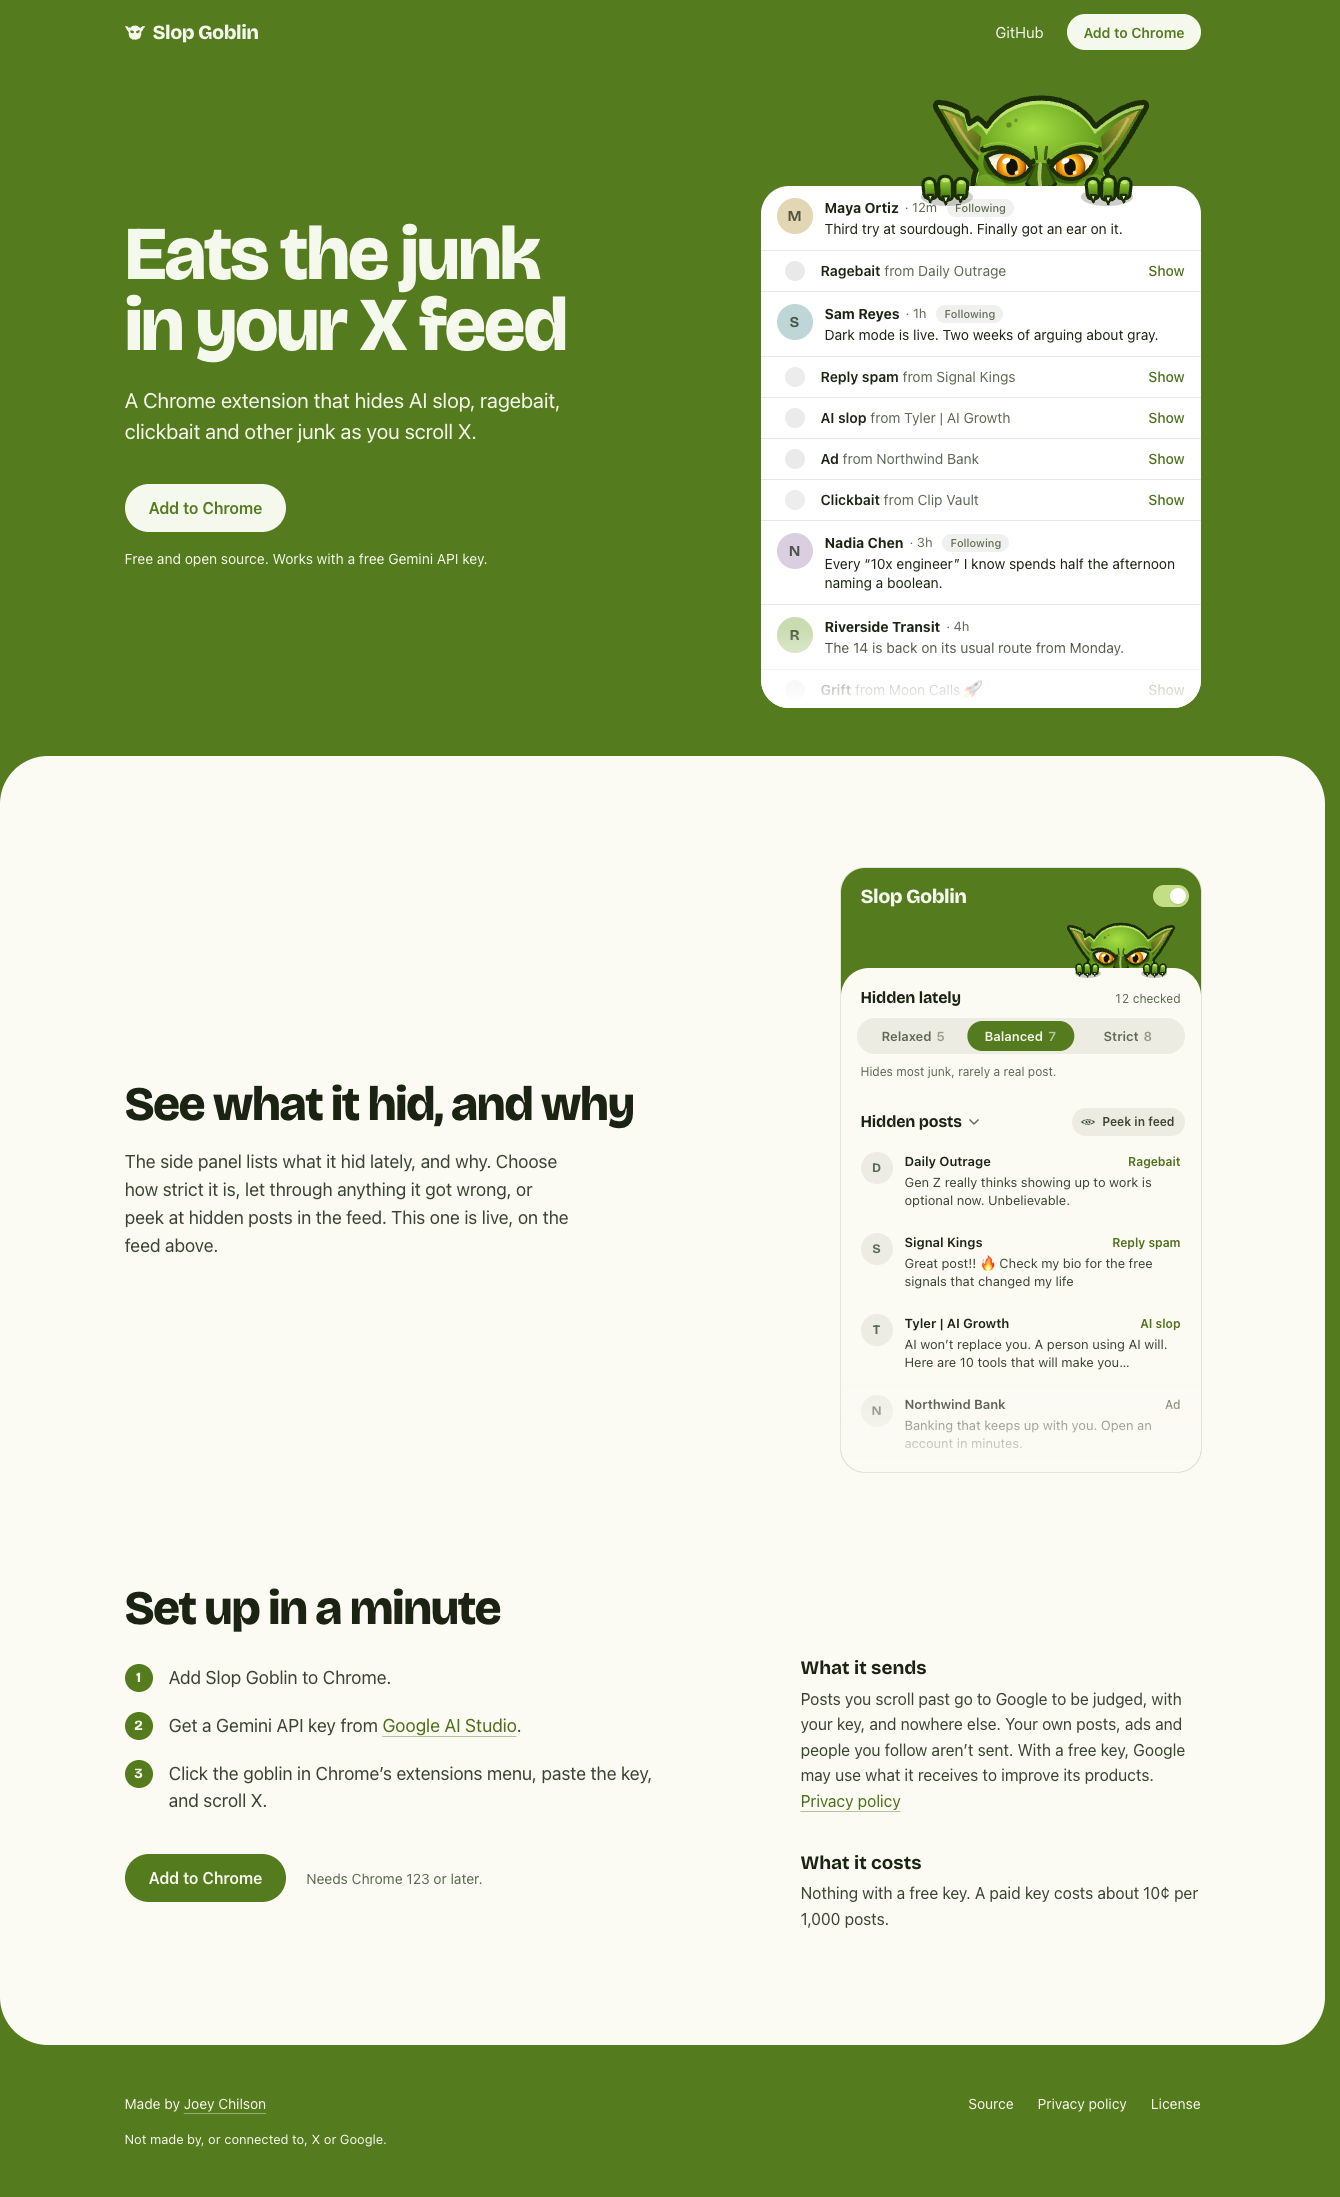 Slop Goblin
GitHub
Add to Chrome
Eats the junk
in your X feed
A Chrome extension that hides AI slop, ragebait,
clickbait and other junk as you scroll X.
Add to Chrome
Free and open source. Works with a free Gemini API key.
M
Maya Ortiz · 12m Following
Third try at sourdough. Finally got an ear on it.
Ragebait from Daily Outrage Show
S
Sam Reyes · 1h Following
Dark mode is live. Two weeks of arguing about gray.
Reply spam from Signal Kings Show
AI slop from Tyler | AI Growth Show
Ad from Northwind Bank Show
Clickbait from Clip Vault Show
N
Nadia Chen · 3h Following
Every “10x engineer” I know spends half the afternoon
naming a boolean.
R
Riverside Transit · 4h
The 14 is back on its usual route from Monday.
Grift from Moon Calls 🚀 Show
See what it hid, and why
The side panel lists what it hid lately, and why. Choose
how strict it is, let through anything it got wrong, or
peek at hidden posts in the feed. This one is live, on the
feed above.
Slop Goblin
Hidden lately 12 checked
Relaxed 5 Balanced 7 Strict 8
Hides most junk, rarely a real post.
Hidden posts Peek in feed
D
Daily Outrage Ragebait
Gen Z really thinks showing up to work is
optional now. Unbelievable.
S
Signal Kings Reply spam
Great post!! 🔥 Check my bio for the free
signals that changed my life
T
Tyler | AI Growth AI slop
AI won’t replace you. A person using AI will.
Here are 10 tools that will make you…
N
Northwind Bank Ad
Banking that keeps up with you. Open an
account in minutes.
Set up in a minute
1 Add Slop Goblin to Chrome.
2 Get a Gemini API key from Google AI Studio.
3 Click the goblin in Chrome’s extensions menu, paste the key,
and scroll X.
Add to Chrome
Needs Chrome 123 or later.
What it sends
Posts you scroll past go to Google to be judged, with
your key, and nowhere else. Your own posts, ads and
people you follow aren’t sent. With a free key, Google
may use what it receives to improve its products.
Privacy policy
What it costs
Nothing with a free key. A paid key costs about 10¢ per
1,000 posts.
Made by Joey Chilson
Source Privacy policy License
Not made by, or connected to, X or Google.